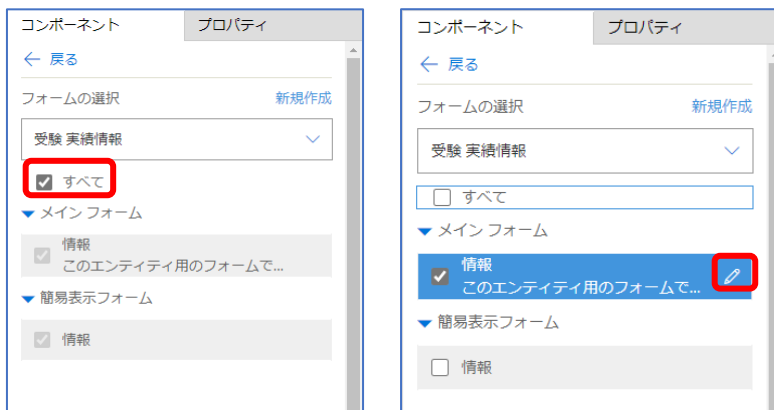 コンポーネント
プロパティ
戻る
フォームの選択
新規作成
受験 実績情報
すべて
メイン フォーム
情報
このエンティティ用のフォームで...
簡易表示フォーム
情報
コンポーネント
プロパティ
戻る
フォームの選択
新規作成
受験 実績情報
すべて
メイン フォーム
情報
このエンティティ用のフォームで...
簡易表示フォーム
情報